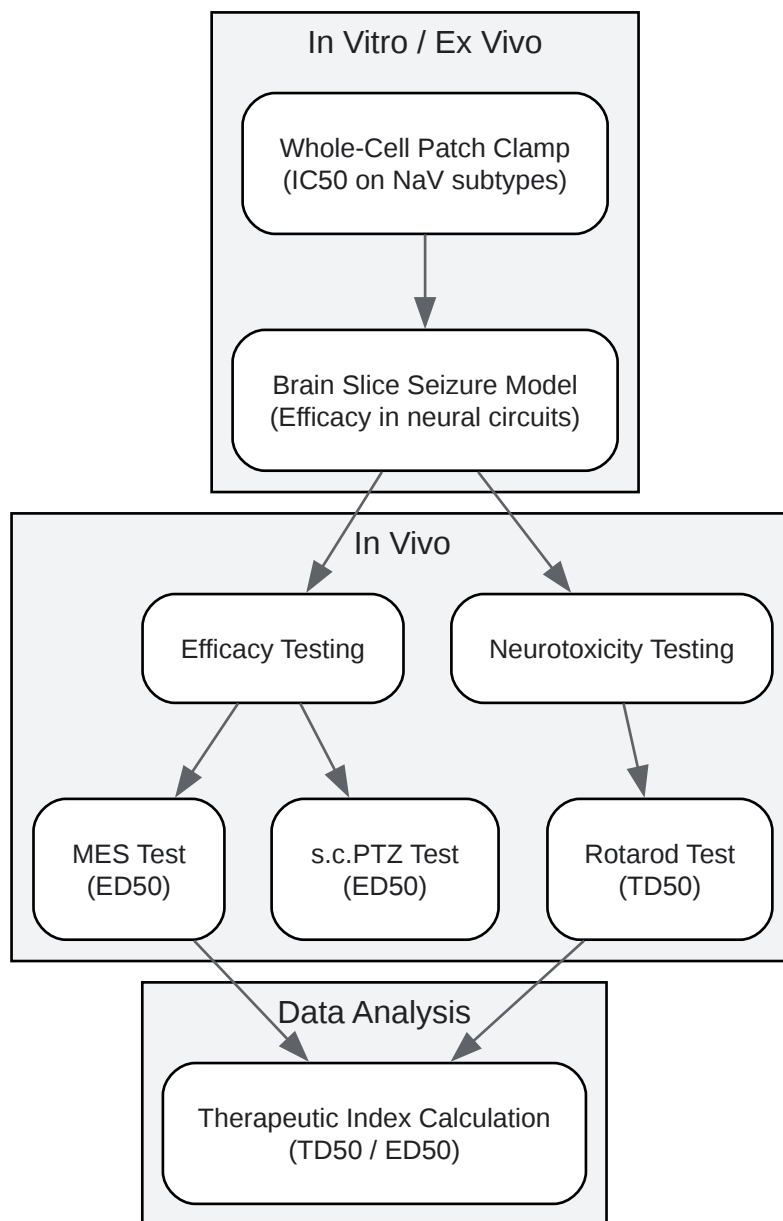 In Vitro / Ex Vivo
Whole-Cell Patch Clamp
(IC50 on NaV subtypes)
Brain Slice Seizure Model
(Efficacy in neural circuits)
In Vivo
Efficacy Testing
Neurotoxicity Testing
MES Test
(ED50)
s.c.PTZ Test
(ED50)
Rotarod Test
(TD50)
Data Analysis
Therapeutic Index Calculation
(TD50 / ED50)